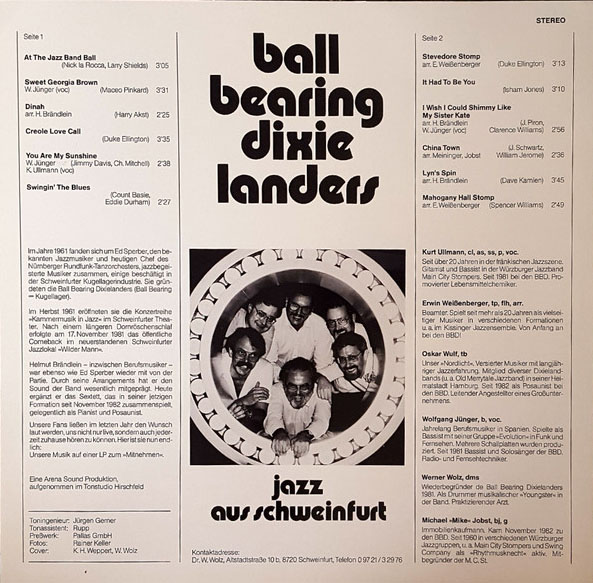 STEREO
Seite 1
At The Jazz Band Ball
(Nick la Rocca, Larry Shields) 3'05
Sweet Georgia Brown
W. Jünger (voc) (Maceo Pinkard) 3'31
Dinah
arr. H. Brändlein (Harry Akst) 2'25
Creole Love Call
(Duke Ellington) 3'35
You Are My Sunshine
W. Jünger (Jimmy Davis, Ch. Mitchell) 2'38
K. Ullmann (voc)
Swingin' The Blues
(Count Basie,
Eddie Durham) 2'27
ball
bearing
dixie
landers
Seite 2
Stevedore Stomp
arr. E. Weißenberger (Duke Ellington) 3'13
It Had To Be You
(Isham Jones) 3'10
I Wish I Could Shimmy Like
My Sister Kate
arr. H. Brändlein (J. Piron,
W. Jünger (voc) Clarence Williams) 2'56
China Town (J. Schwartz,
arr. Meininger, Jobst William Jerome) 2'36
Lyn's Spin
arr. H. Brändlein (Dave Kamien) 3'45
Mahogany Hall Stomp
arr. E. Weißenberger (Spencer Williams) 2'49
Im Jahre 1961 fanden sich um Ed Sperber, den be-
kannten Jazzmusiker und heutigen Chef des
Nürnberger Rundfunk-Tanzorchesters, jazzbegei-
sterte Musiker zusammen, einige beschäftigt in
der Schweinfurter Kugellagerindustrie. Sie grün-
deten die Ball Bearing Dixielanders (Ball Bearing
= Kugellager).
Im Herbst 1961 eröffneten sie die Konzertreihe
»Kammermusik in Jazz« im Schweinfurter Thea-
ter. Nach einem längeren Dornröschenschlaf
erfolgte am 17. November 1981 das öffentliche
Comeback im neuerstandenen Schweinfurter
Jazzlokal »Wilder Mann«.
Helmut Brändlein – inzwischen Berufsmusiker –
war ebenso wie Ed Sperber wieder mit von der
Partie. Durch seine Arrangements hat er den
Sound der Band wesentlich mitgeprägt. Heute
ergänzt er das Sextett, das in seiner jetzigen
Formation seit November 1982 zusammenspielt,
gelegentlich als Pianist und Posaunist.
Unsere Fans ließen im letzten Jahr den Wunsch
laut werden, uns nicht nur live, sondern auch jeder-
zeit zuhause hören zu können. Hier ist sie nun end-
lich:
Unsere Musik auf einer LP zum »Mitnehmen«.
Eine Arena Sound Produktion,
aufgenommen im Tonstudio Hirschfeld
Toningenieur: Jürgen Gerner
Tonassistent: Rupp
Preßwerk: Pallas GmbH
Fotos: Rainer Keller
Cover: K. H. Weppert, W. Wolz
jazz
aus schweinfurt
Kontaktadresse:
Dr. W. Wolz, Altstadtstraße 10 b, 8720 Schweinfurt, Telefon 0 97 21 / 3 29 76
Kurt Ullmann, cl, as, ss, p, voc.
Seit über 20 Jahren in der fränkischen Jazzszene.
Gitarrist und Bassist in der Würzburger Jazzband
Main City Stompers. Seit 1981 bei den BBD. Pro-
movierter Lebensmittelchemiker.
Erwin Weißenberger, tp, flh, arr.
Beamter. Spielt seit mehr als 20 Jahren als vielsei-
tiger Musiker in verschiedenen Formationen
u. a. im Kissinger Jazzensemble. Von Anfang an
bei den BBD!
Oskar Wulf, tb
Unser »Nordlicht«. Versierter Musiker mit langjäh-
riger Jazzerfahrung. Mitglied diverser Dixieland-
bands (u. a. Old Merrytale Jazzband) in seiner Hei-
matstadt Hamburg. Seit 1982 als Posaunist bei
den BBD. Leitender Angestellter eines Großunter-
nehmens.
Wolfgang Jünger, b, voc.
Jahrelang Berufsmusiker in Spanien. Spielte als
Bassist mit seiner Gruppe »Evolution« in Funk und
Fernsehen. Mehrere Schallplatten wurden produ-
ziert. Seit 1981 Bassist und Solosänger der BBD.
Radio- und Fernsehtechniker.
Werner Wolz, dms
Wiederbegründer de Ball Bearing Dixielanders
1981. Als Drummer musikalischer »Youngster« in
der Band. Praktizierender Arzt.
Michael »Mike« Jobst, bj, g
Immobilienkaufmann. Kam November 1982 zu
den BBD. Seit 1960 in verschiedenen Würzburger
Jazzgruppen, u. a. Main City Stompers und Swing
Company als »Rhythmusknecht« aktiv. Mit-
begründer der M. C. St.